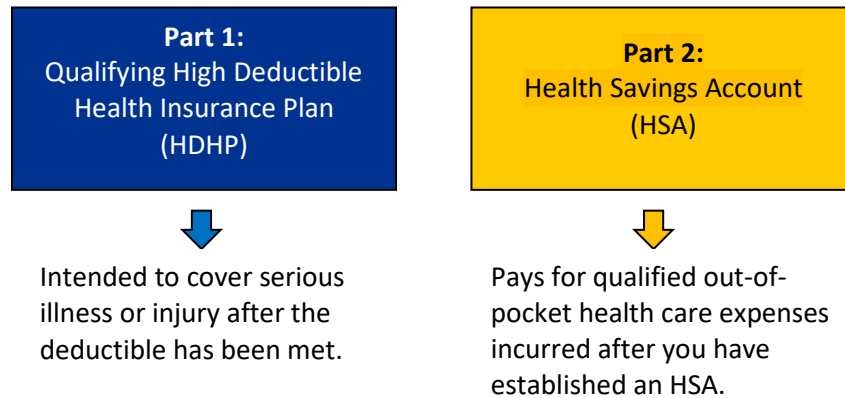 Part 1:
Qualifying High Deductible
Health Insurance Plan
(HDHP)
Intended to cover serious
illness or injury after the
deductible has been met.
Part 2:
Health Savings Account
(HSA)
Pays for qualified out-of-
pocket health care expenses
incurred after you have
established an HSA.